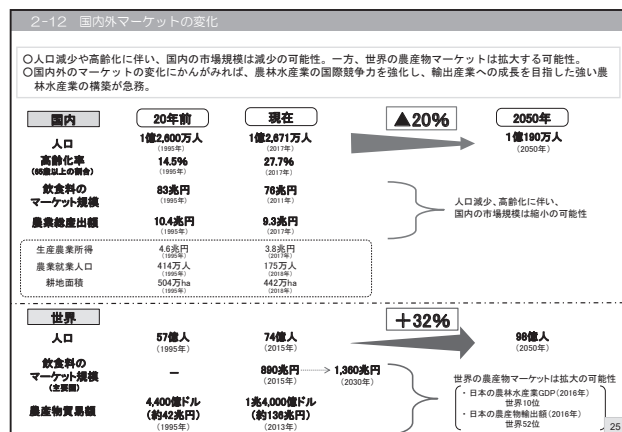 2-12 国内外マーケットの変化
○人口減少や高齢化に伴い、国内の市場規模は減少の可能性。一方、世界の農産物マーケットは拡大する可能性。
○国内外のマーケットの変化にかんがみれば、農林水産業の国際競争力を強化し、輸出産業への成長を目指した強い農
林水産業の構築が急務。
国内 20年前 現在 ▲20% 2050年
人口 1億2,600万人 1億2,671万人 1億190万人
(1995年) (2017年) (2050年)
高齢化率 14.5% 27.7%
(65歳以上の割合) (1995年) (2017年)
飲食料の
マーケット規模 83兆円 76兆円
(1995年) (2011年)
人口減少、高齢化に伴い、
国内の市場規模は縮小の可能性
農業総産出額 10.4兆円 9.3兆円
(1995年) (2017年)
生産農業所得 4.6兆円 3.8兆円
(1995年) (2017年)
農業就業人口 414万人 175万人
(1995年) (2018年)
耕地面積 504万ha 442万ha
(1995年) (2018年)
世界 +32%
人口 57億人 74億人 98億人
(1995年) (2015年) (2050年)
飲食料の
マーケット規模 － 890兆円 1,360兆円
(主要国) (2015年) (2030年)
世界の農産物マーケットは拡大の可能性
農産物貿易額 4,400億ドル 1兆4,000億ドル
(約42兆円) (約136兆円)
(1995年) (2013年)
・日本の農林水産業GDP(2016年)
世界10位
・日本の農産物輸出額(2016年)
世界52位
25